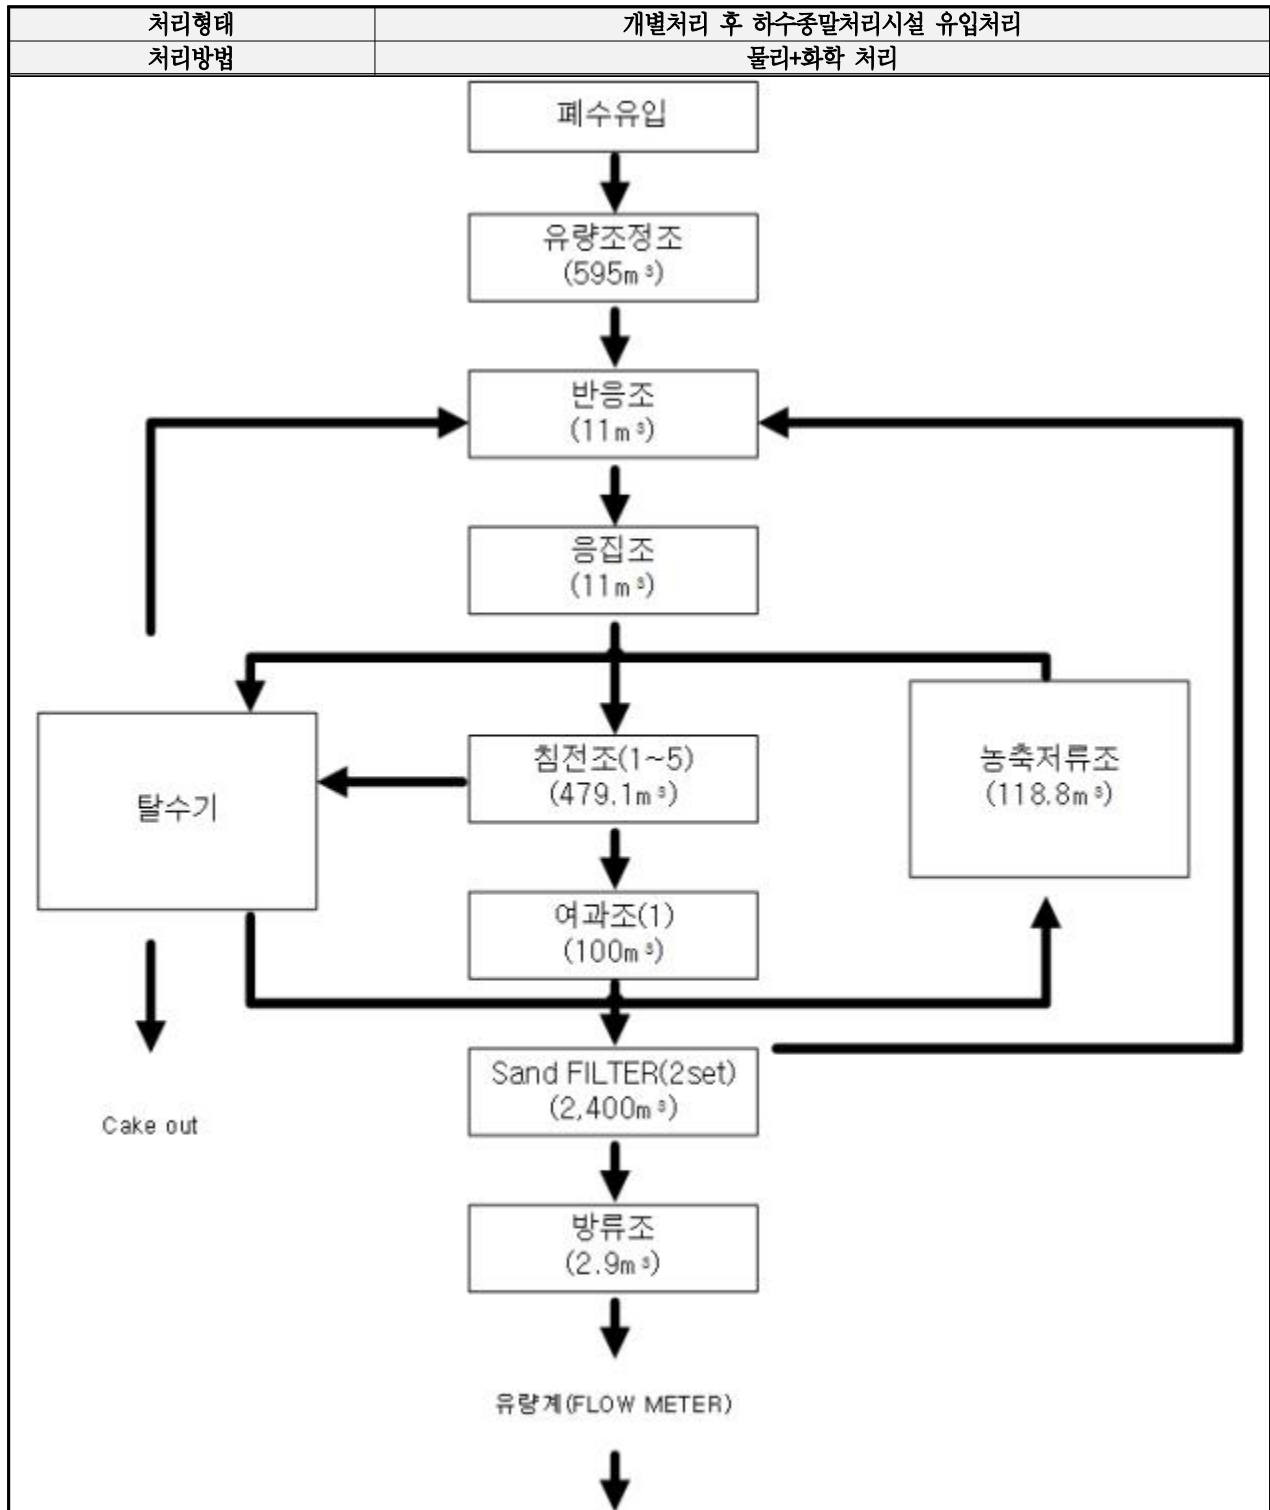 처리형태 개별처리 후 하수종말처리시설 유입처리
처리방법 물리+화학 처리
폐수유입
유량조정조
(595m³)
반응조
(11m³)
응집조
(11m³)
침전조(1~5)
(479.1m³)
농축저류조
(118.8m³)
탈수기
여과조(1)
(100m³)
Sand FILTER(2set)
(2,400m³)
Cake out
방류조
(2.9m³)
유량계(FLOW METER)